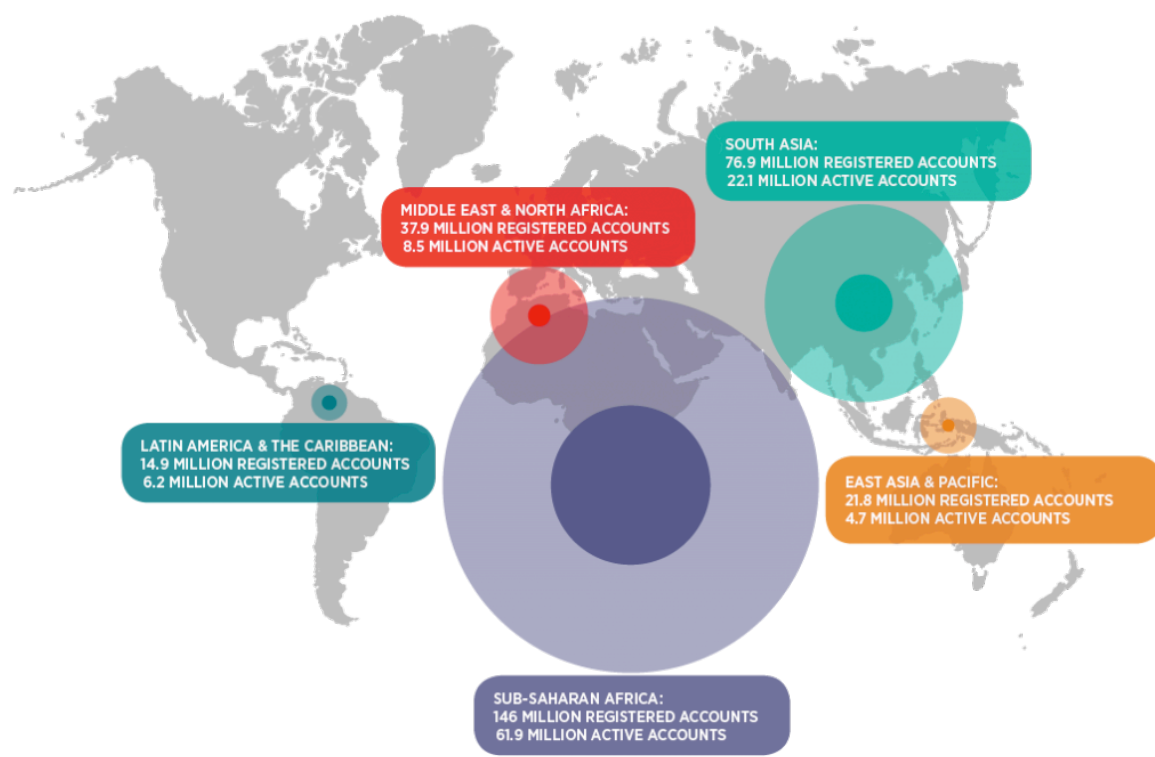 SOUTH ASIA:
76.9 MILLION REGISTERED ACCOUNTS
22.1 MILLION ACTIVE ACCOUNTS
MIDDLE EAST & NORTH AFRICA:
37.9 MILLION REGISTERED ACCOUNTS
8.5 MILLION ACTIVE ACCOUNTS
LATIN AMERICA & THE CARIBBEAN:
14.9 MILLION REGISTERED ACCOUNTS
6.2 MILLION ACTIVE ACCOUNTS
EAST ASIA & PACIFIC:
21.8 MILLION REGISTERED ACCOUNTS
4.7 MILLION ACTIVE ACCOUNTS
SUB-SAHARAN AFRICA:
146 MILLION REGISTERED ACCOUNTS
61.9 MILLION ACTIVE ACCOUNTS